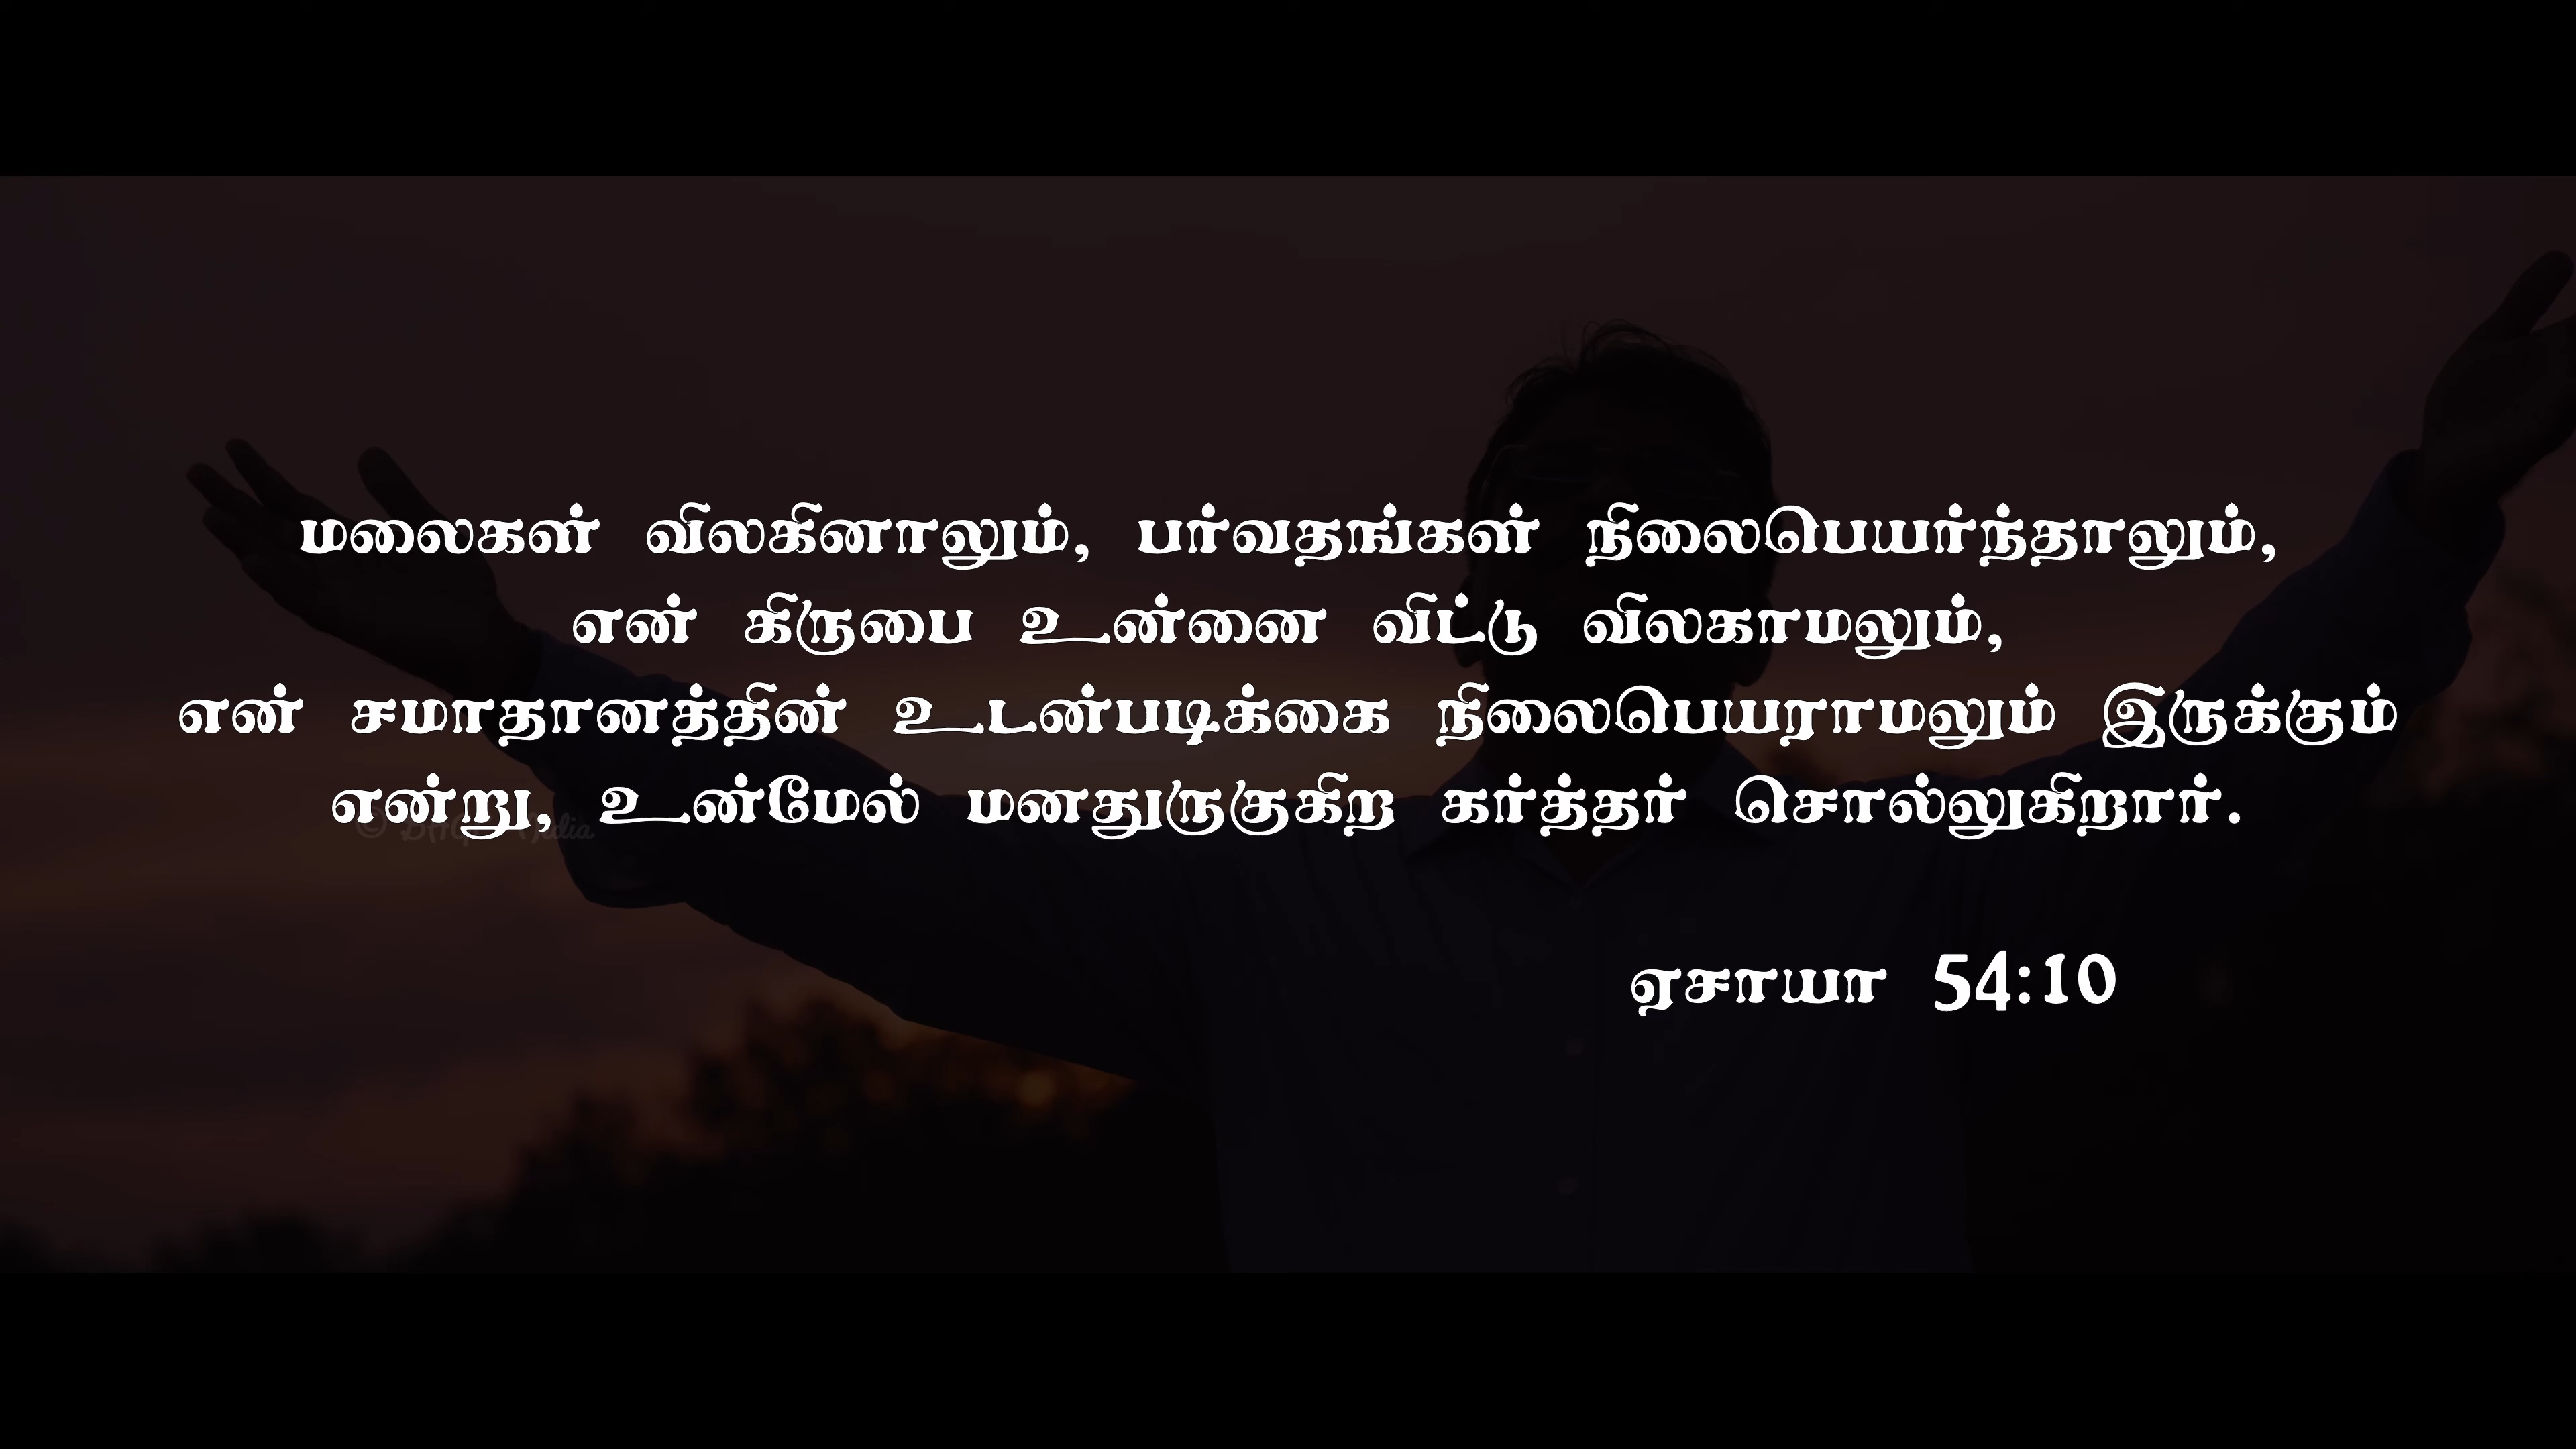 மலைகள் விலகினாலும், பர்வதங்கள் நிலைபெயர்ந்தாலும்,
என் கிருபை உன்னை விட்டு விலகாமலும்,
என் சமாதானத்தின் உடன்படிக்கை நிலைபெயராமலும் இருக்கும்
என்று, உன்மேல் மனதுருகுகிற கர்த்தர் சொல்லுகிறார்.
ஏசாயா 54:10